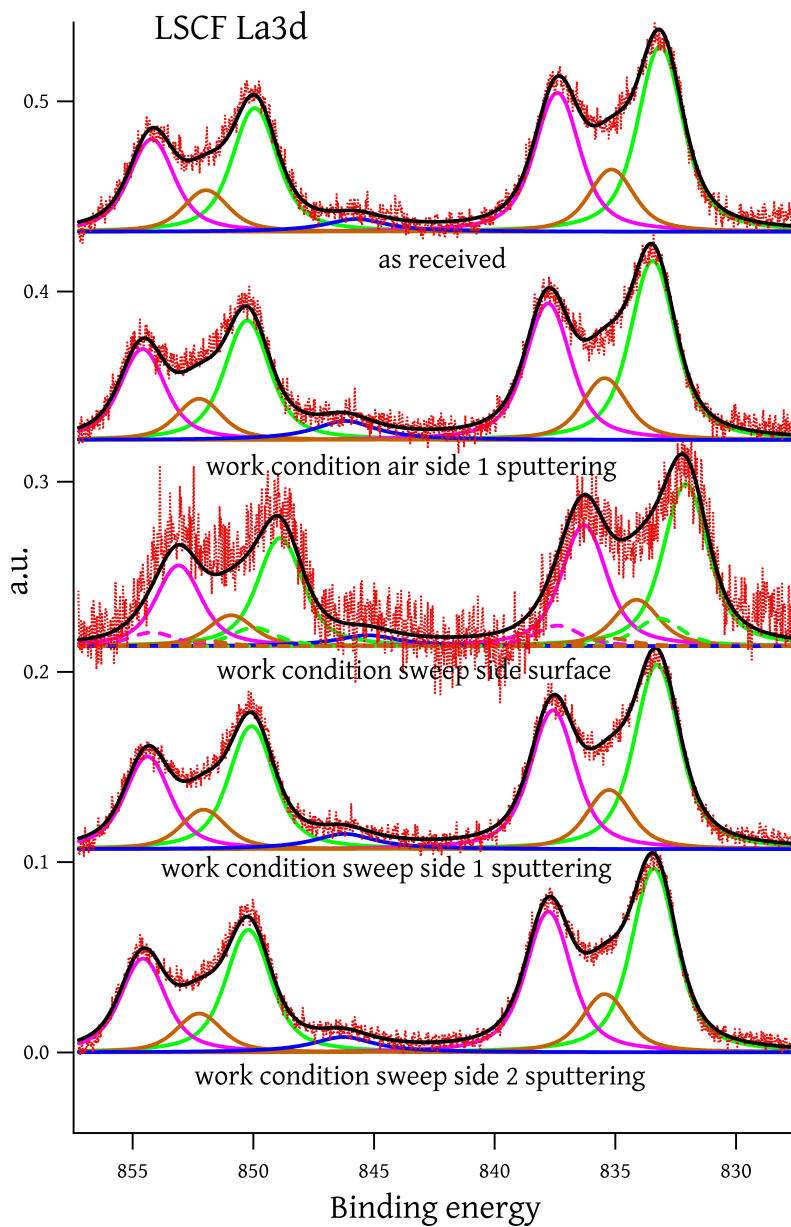 LSCF La3d
0.5
as received
0.4
work condition air side 1 sputtering
0.3
a.u.
work condition sweep side surface
0.2
work condition sweep side 1 sputtering
0.1
work condition sweep side 2 sputtering
0.0
855 850 845 840 835 830
Binding energy